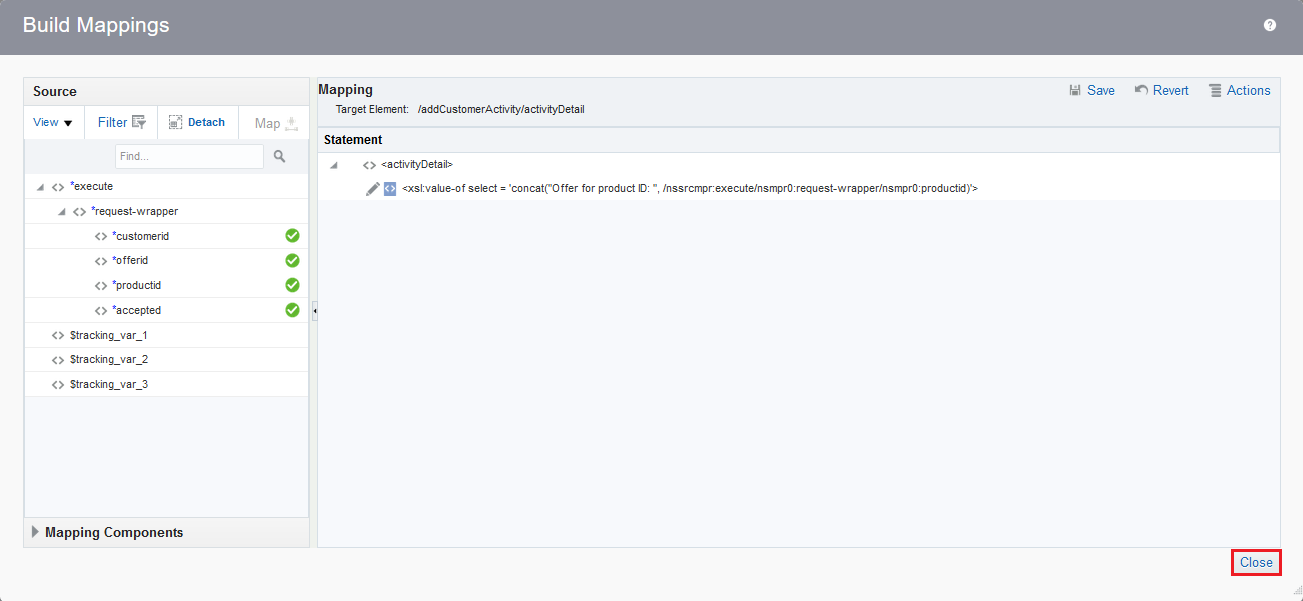 Build Mappings
?
Source
View Filter Detach Map
Find...
*execute
*request-wrapper
*customerid
*offerid
*productid
*accepted
$tracking_var_1
$tracking_var_2
$tracking_var_3
Mapping Components
Mapping
Target Element: /addCustomerActivity/activityDetail
Save Revert Actions
Statement
<> <activityDetail>
<> <xsl:value-of select = 'concat("Offer for product ID: ", /nssrcmpr:execute/nsmpr0:request-wrapper/nsmpr0:productid)'>
Close